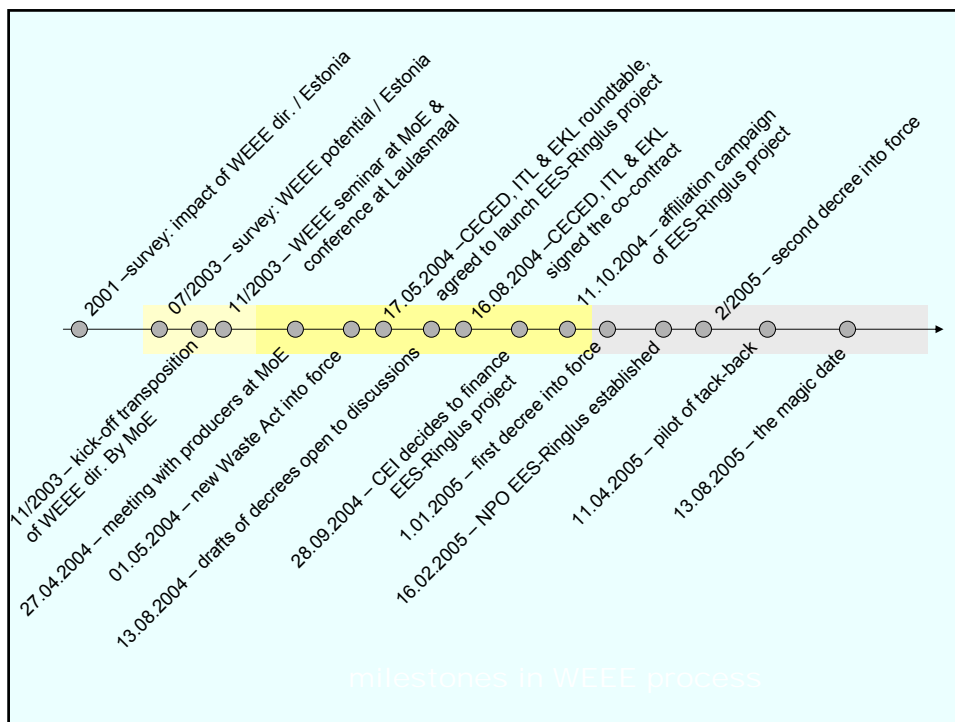 2001 –survey: impact of WEEE dir. / Estonia
07/2003 – survey: WEEE potential / Estonia
11/2003 – WEEE seminar at MoE &
conference at Laulasmaal
17.05.2004 –CECED, ITL & EKL roundtable,
agreed to launch EES-Ringlus project
16.08.2004 –CECED, ITL & EKL
signed the co-contract
11.10.2004 – affiliation campaign
of EES-Ringlus project
2/2005 – second decree into force
11/2003 – kick-off transposition
of WEEE dir. By MoE
27.04.2004 – meeting with producers at MoE
01.05.2004 – new Waste Act into force
13.08.2004 – drafts of decrees open to discussions
28.09.2004 – CEI decides to finance
EES-Ringlus project
1.01.2005 – first decree into force
16.02.2005 – NPO EES-Ringlus established
11.04.2005 – pilot of tack-back
13.08.2005 – the magic date
milestones in WEEE process